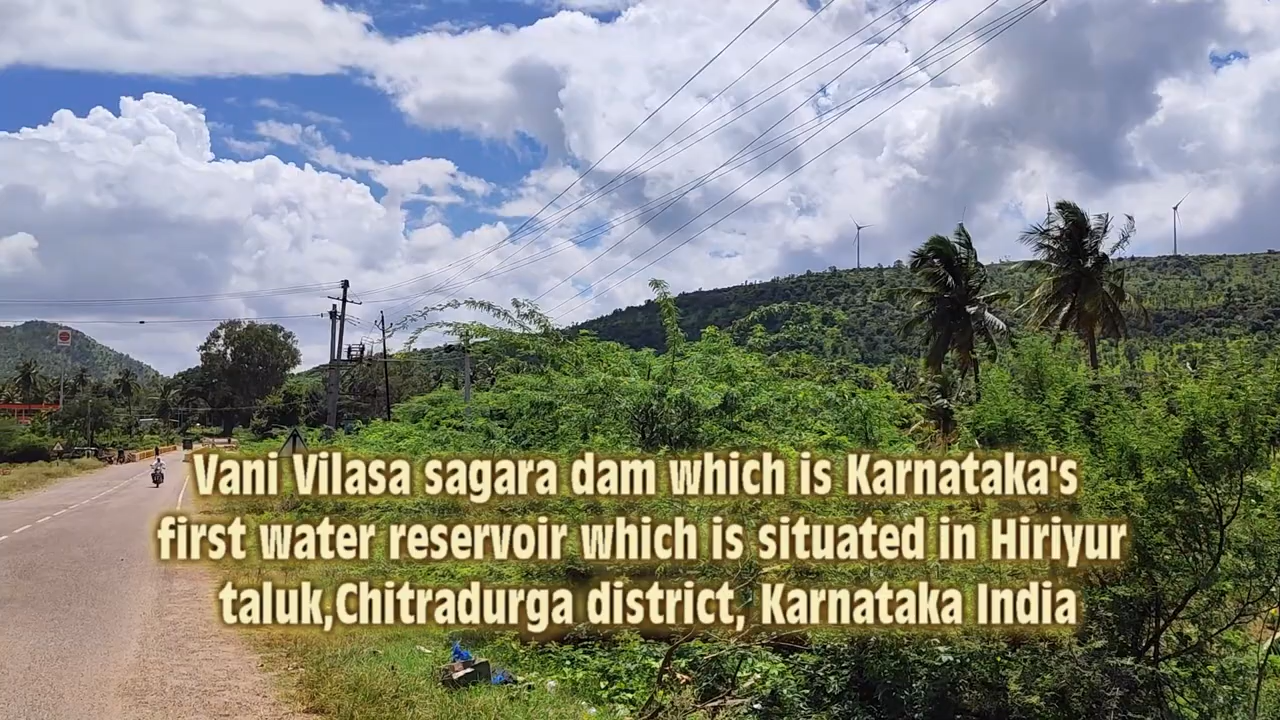 Vani Vilasa sagara dam which is Karnataka's
first water reservoir which is situated in Hiriyur
taluk,Chitradurga district, Karnataka India